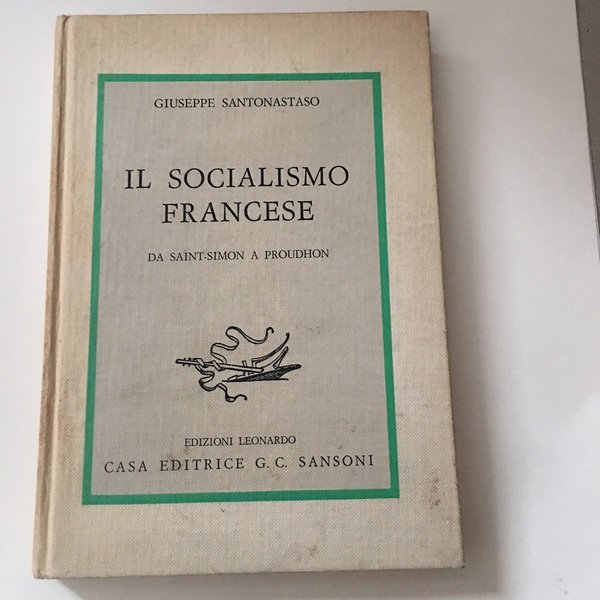 GIUSEPPE SANTONASTASO
IL SOCIALISMO
FRANCESE
DA SAINT-SIMON A PROUDHON
EDIZIONI LEONARDO
CASA EDITRICE G. C. SANSONI